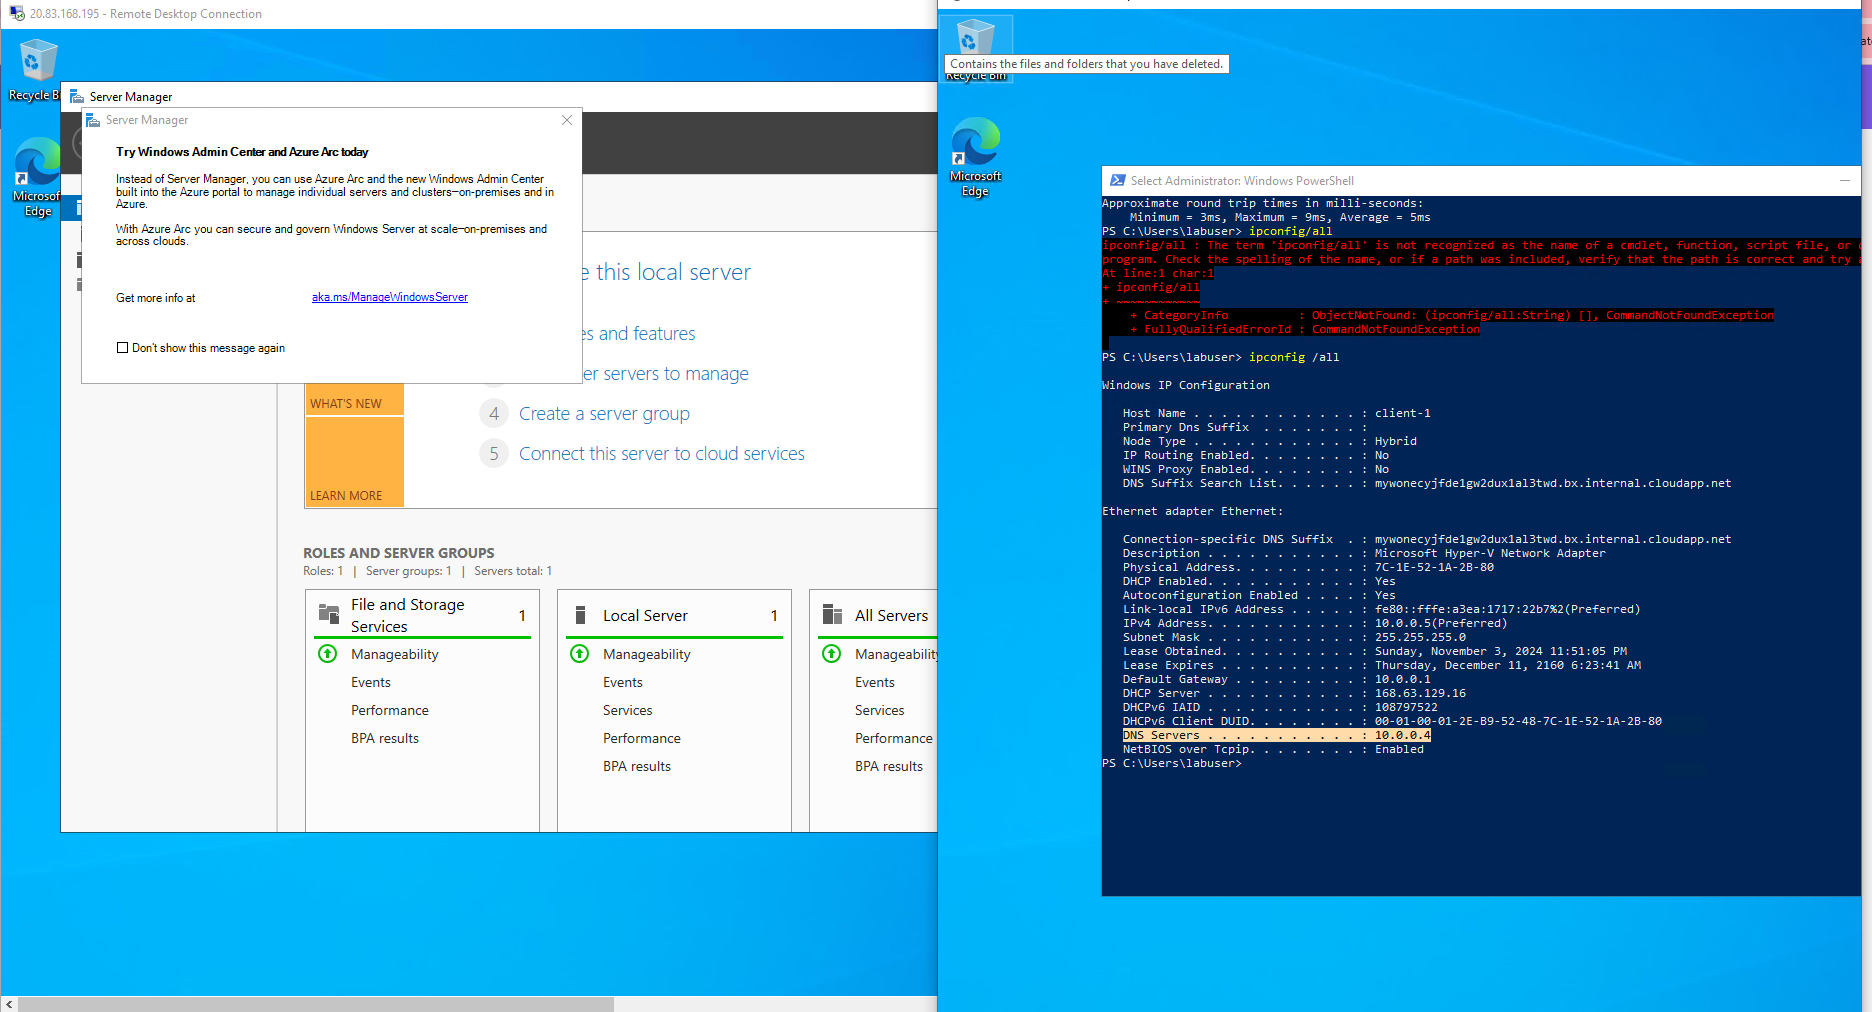 20.83.168.195 - Remote Desktop Connection
Recycle B
Microsof
Edge
Server Manager
Server Manager
Try Windows Admin Center and Azure Arc today
Instead of Server Manager, you can use Azure Arc and the new Windows Admin Center
built into the Azure portal to manage individual servers and clusters—on-premises and in
Azure.
With Azure Arc you can secure and govern Windows Server at scale—on-premises and
across clouds.
Get more info at
aka.ms/ManageWindowsServer
Don't show this message again
e this local server
es and features
er servers to manage
4 Create a server group
5 Connect this server to cloud services
WHAT'S NEW
LEARN MORE
ROLES AND SERVER GROUPS
Roles: 1 | Server groups: 1 | Servers total: 1
File and Storage
Services
1
Manageability
Events
Performance
BPA results
Local Server 1
Manageability
Events
Services
Performance
BPA results
All Servers
Manageabilit
Events
Services
Performance
BPA results
Contains the files and folders that you have deleted.
Recycle Bin
Microsoft
Edge
Select Administrator: Windows PowerShell
Approximate round trip times in milli-seconds:
    Minimum = 3ms, Maximum = 9ms, Average = 5ms
PS C:\Users\labuser> ipconfig/all
ipconfig/all : The term 'ipconfig/all' is not recognized as the name of a cmdlet, function, script file, or
program. Check the spelling of the name, or if a path was included, verify that the path is correct and try
At line:1 char:1
+ ipconfig/all
+ ~~~~~~~~~~~~
    + CategoryInfo          : ObjectNotFound: (ipconfig/all:String) [], CommandNotFoundException
    + FullyQualifiedErrorId : CommandNotFoundException
PS C:\Users\labuser> ipconfig /all
Windows IP Configuration
   Host Name . . . . . . . . . . . . : client-1
   Primary Dns Suffix  . . . . . . . :
   Node Type . . . . . . . . . . . . : Hybrid
   IP Routing Enabled. . . . . . . . : No
   WINS Proxy Enabled. . . . . . . . : No
   DNS Suffix Search List. . . . . . : mywonecyjfde1gw2dux1al3twd.bx.internal.cloudapp.net
Ethernet adapter Ethernet:
   Connection-specific DNS Suffix  . : mywonecyjfde1gw2dux1al3twd.bx.internal.cloudapp.net
   Description . . . . . . . . . . . : Microsoft Hyper-V Network Adapter
   Physical Address. . . . . . . . . : 7C-1E-52-1A-2B-80
   DHCP Enabled. . . . . . . . . . . : Yes
   Autoconfiguration Enabled . . . . : Yes
   Link-local IPv6 Address . . . . . : fe80::fffe:a3ea:1717:22b7%2(Preferred)
   IPv4 Address. . . . . . . . . . . : 10.0.0.5(Preferred)
   Subnet Mask . . . . . . . . . . . : 255.255.255.0
   Lease Obtained. . . . . . . . . . : Sunday, November 3, 2024 11:51:05 PM
   Lease Expires . . . . . . . . . . : Thursday, December 11, 2160 6:23:41 AM
   Default Gateway . . . . . . . . . : 10.0.0.1
   DHCP Server . . . . . . . . . . . : 168.63.129.16
   DHCPv6 IAID . . . . . . . . . . . : 108797522
   DHCPv6 Client DUID. . . . . . . . : 00-01-00-01-2E-B9-52-48-7C-1E-52-1A-2B-80
   DNS Servers . . . . . . . . . . . : 10.0.0.4
   NetBIOS over Tcpip. . . . . . . . : Enabled
PS C:\Users\labuser>